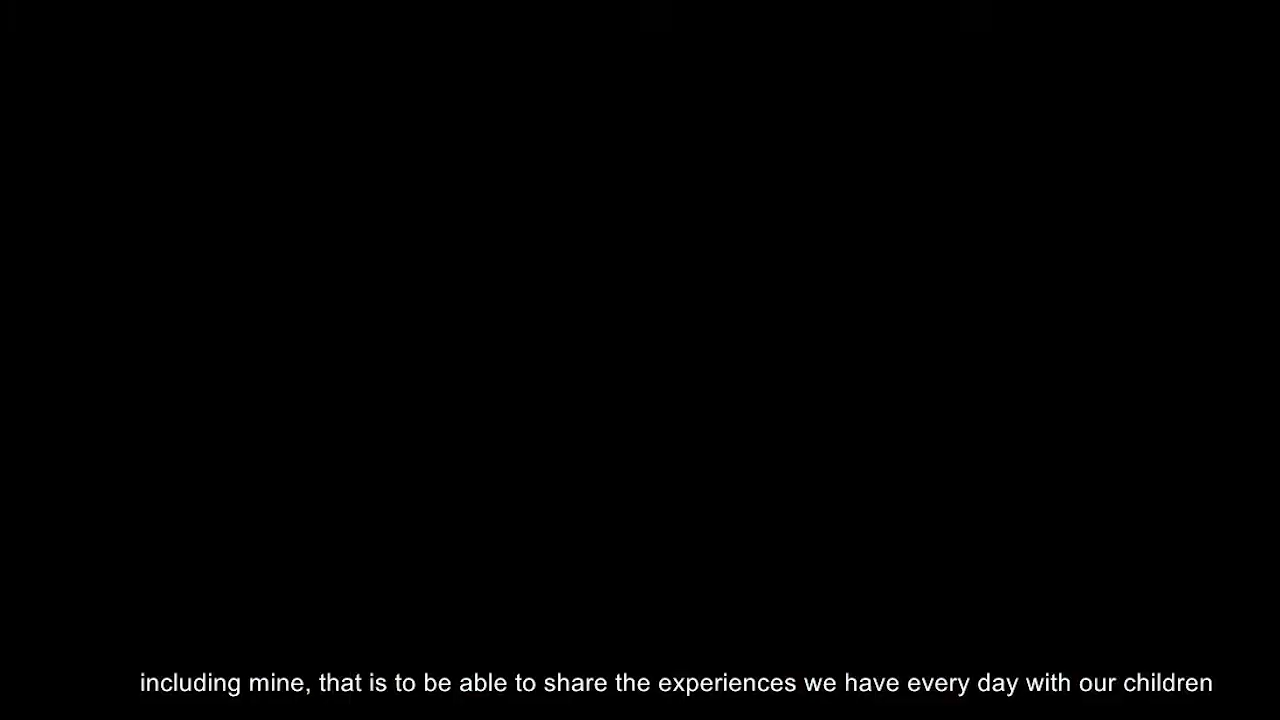 including mine, that is to be able to share the experiences we have every day with our children